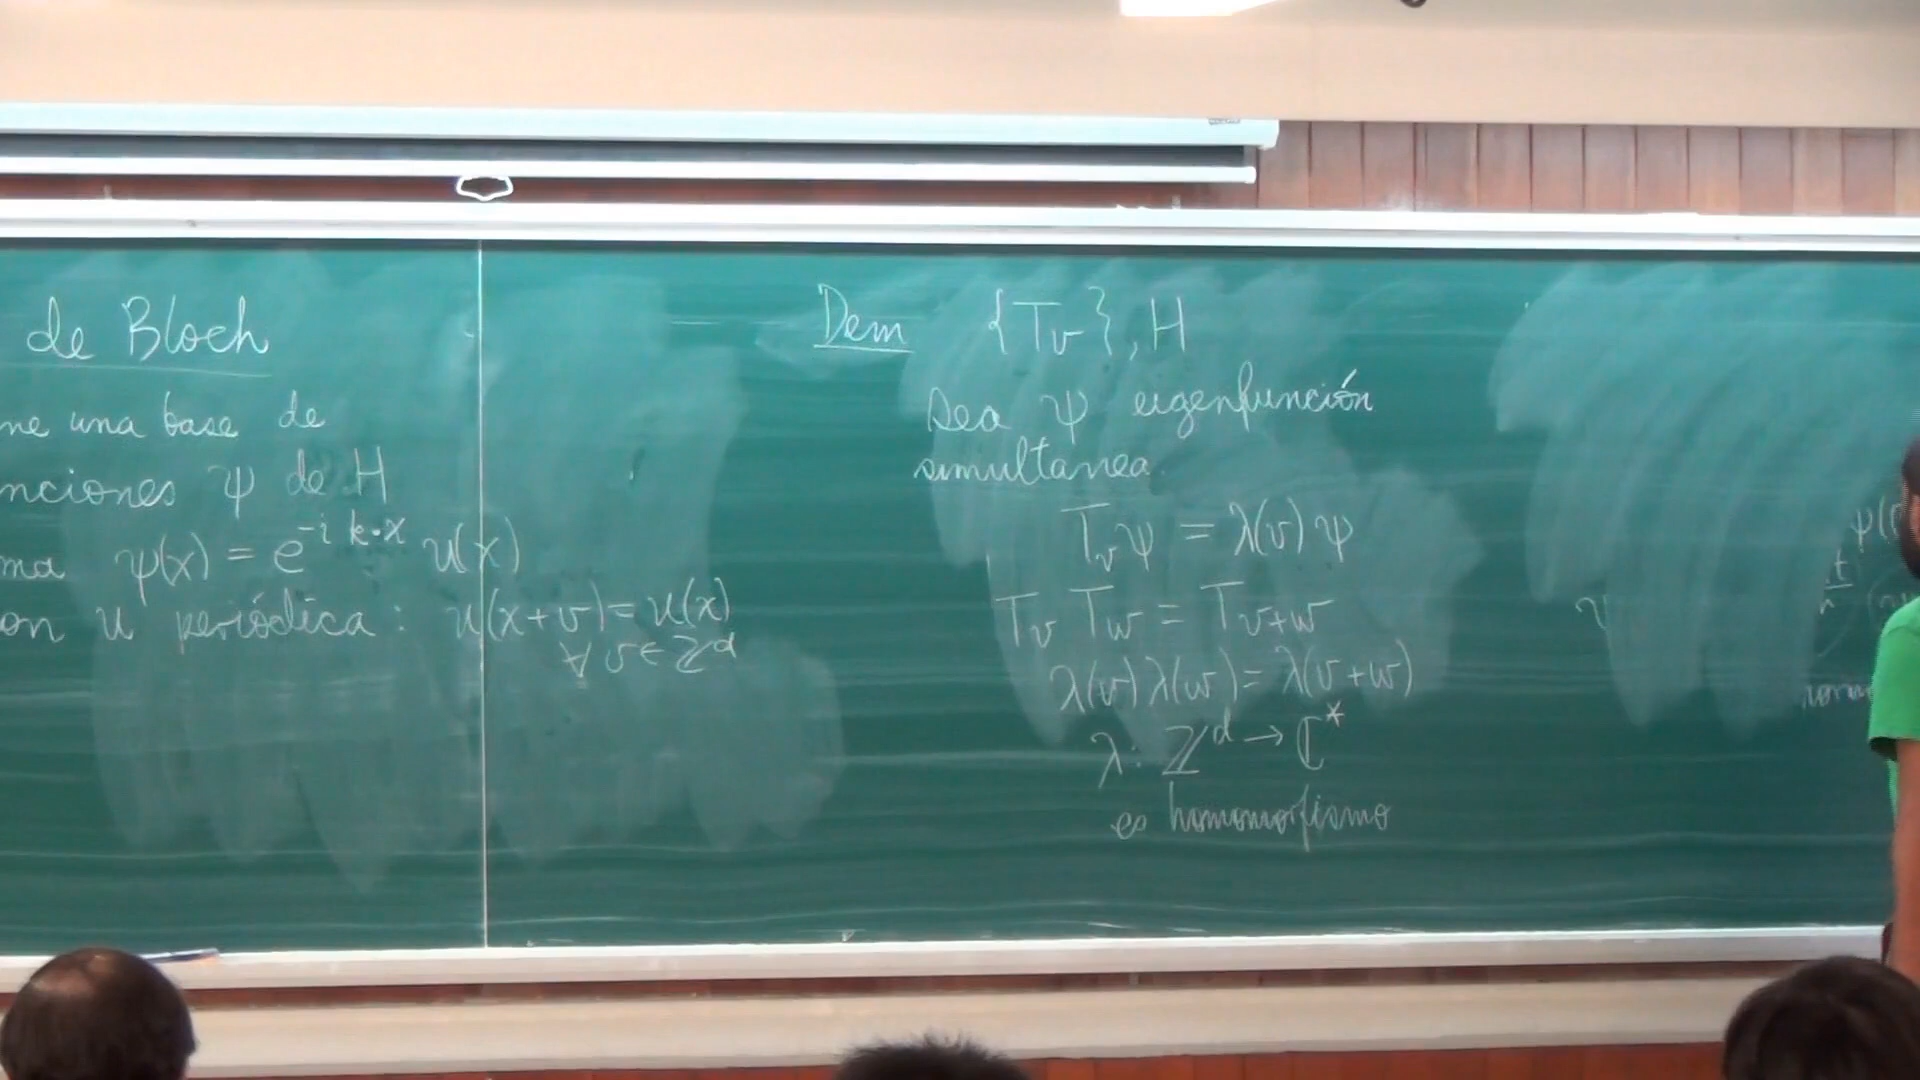 de Bloch
ne una base de
nciones ψ de H
ma ψ(x) = e^{-i k·x} u(x)
on u periódica: u(x+v) = u(x)
∀ v ∈ ℤ^d
Dem {T_v}, H
Sea ψ eigenfunción
simultanea.
T_v ψ = λ(v) ψ
T_v T_w = T_{v+w}
λ(v) λ(w) = λ(v+w)
λ: ℤ^d → ℂ^*
es homomorfismo